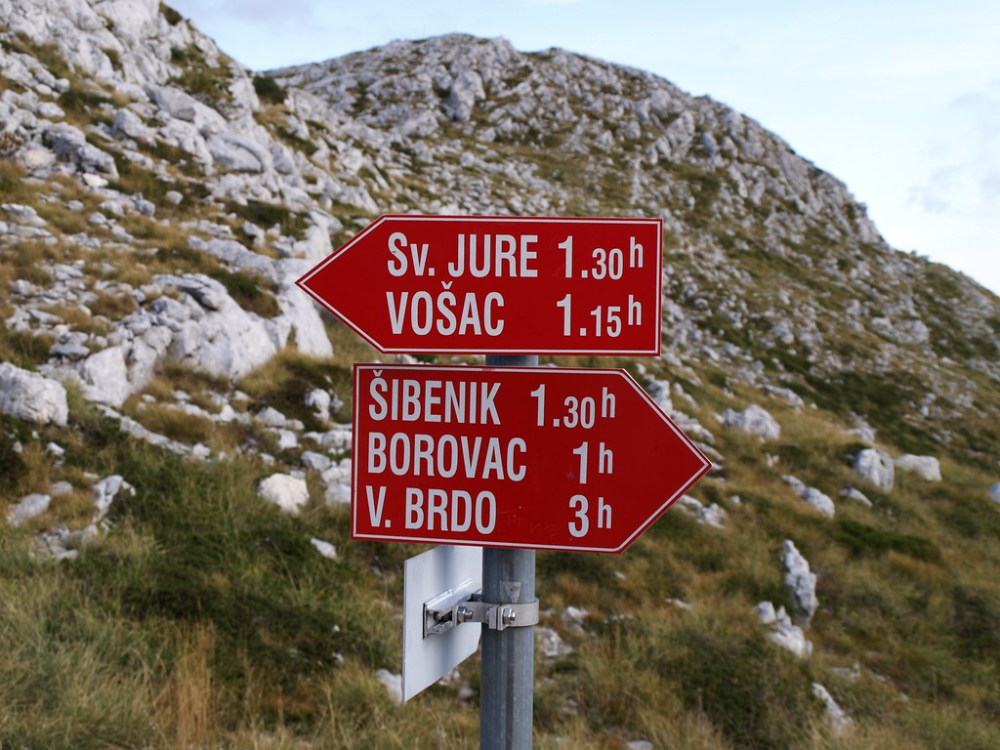 Sv. JURE 1.30 h
VOŠAC 1.15 h
ŠIBENIK 1.30 h
BOROVAC 1 h
V. BRDO 3 h